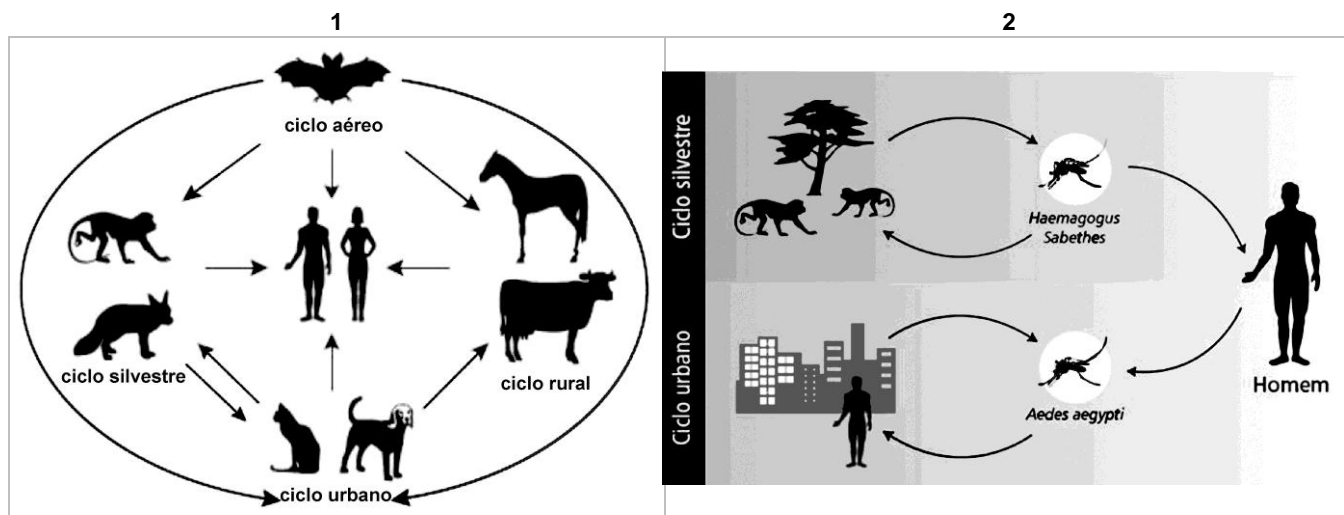 1
ciclo aéreo
ciclo silvestre
ciclo rural
ciclo urbano
2
Ciclo silvestre
Haemagogus
Sabethes
Ciclo urbano
Aedes aegypti
Homem